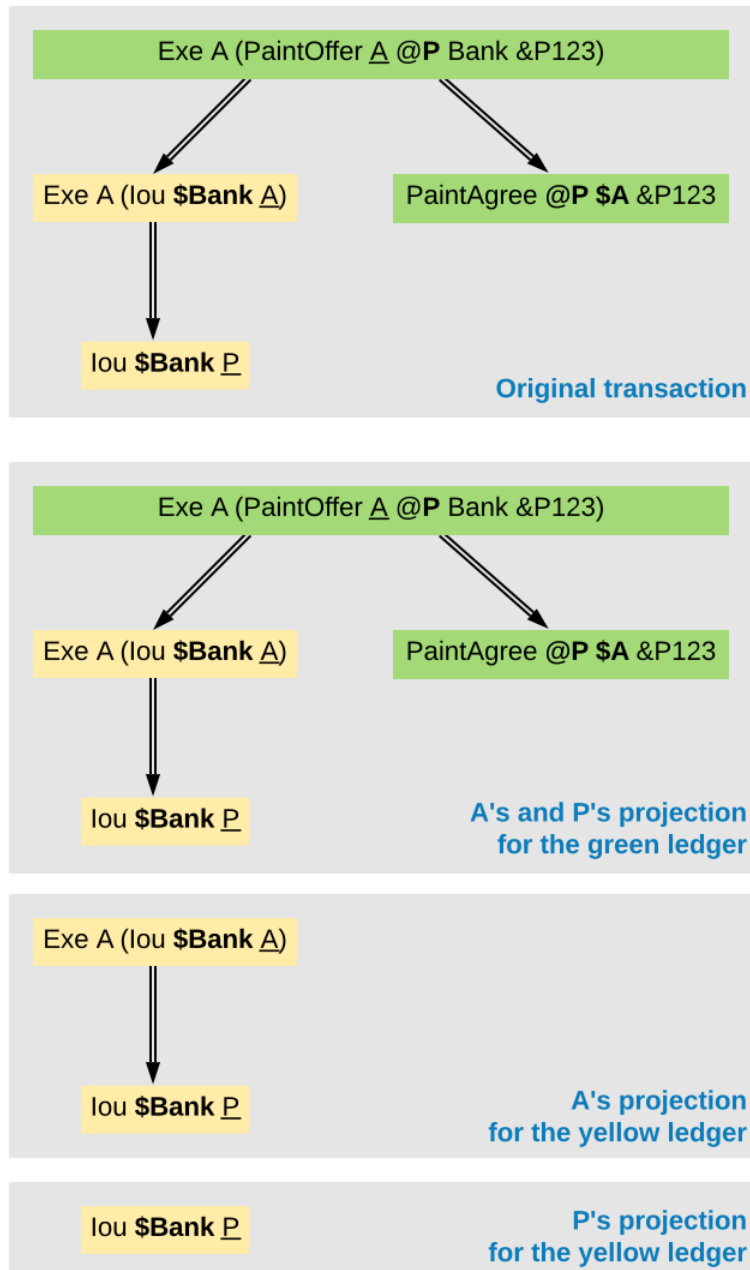 Exe A (PaintOffer A @P Bank &P123)
Exe A (Iou $Bank A)
PaintAgree @P $A &P123
Iou $Bank P
Original transaction
Exe A (PaintOffer A @P Bank &P123)
Exe A (Iou $Bank A)
PaintAgree @P $A &P123
Iou $Bank P
A's and P's projection
for the green ledger
Exe A (Iou $Bank A)
Iou $Bank P
A's projection
for the yellow ledger
Iou $Bank P
P's projection
for the yellow ledger